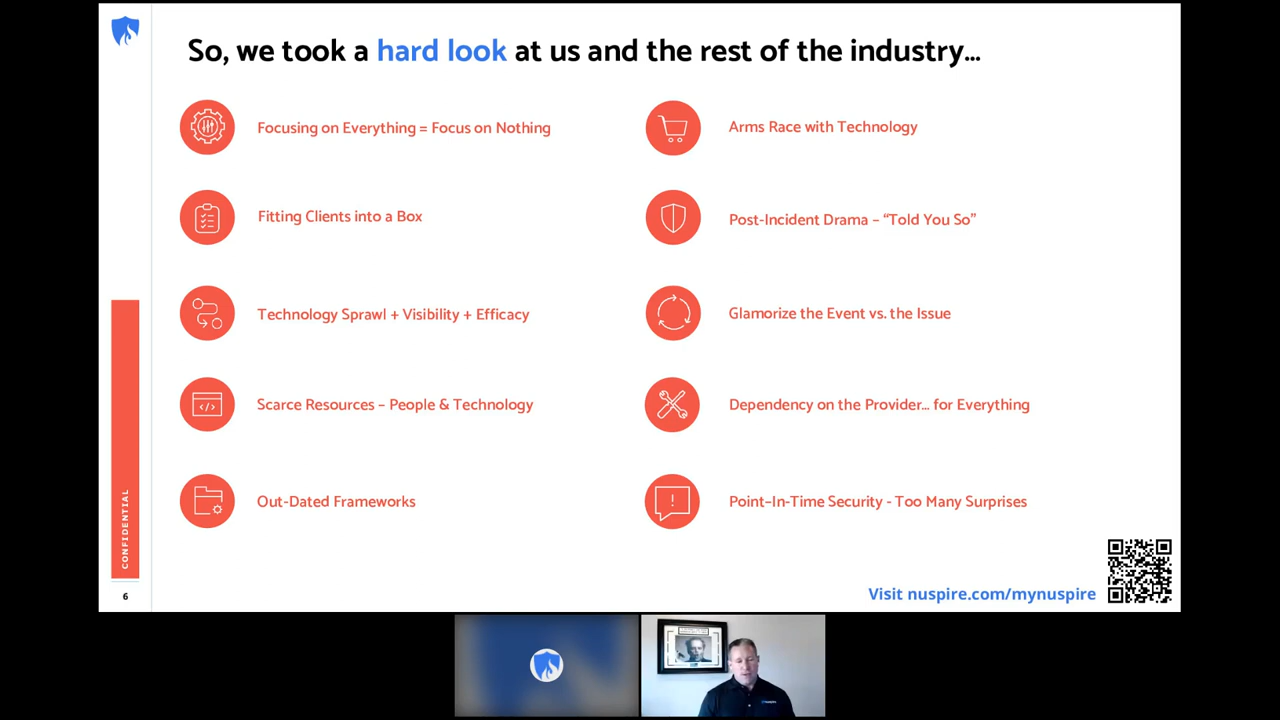 So, we took a hard look at us and the rest of the industry...
Focusing on Everything = Focus on Nothing
Fitting Clients into a Box
Technology Sprawl + Visibility + Efficacy
Scarce Resources – People & Technology
Out-Dated Frameworks
Arms Race with Technology
Post-Incident Drama – “Told You So”
Glamorize the Event vs. the Issue
Dependency on the Provider... for Everything
Point–In-Time Security - Too Many Surprises
CONFIDENTIAL
6
Visit nuspire.com/mynuspire